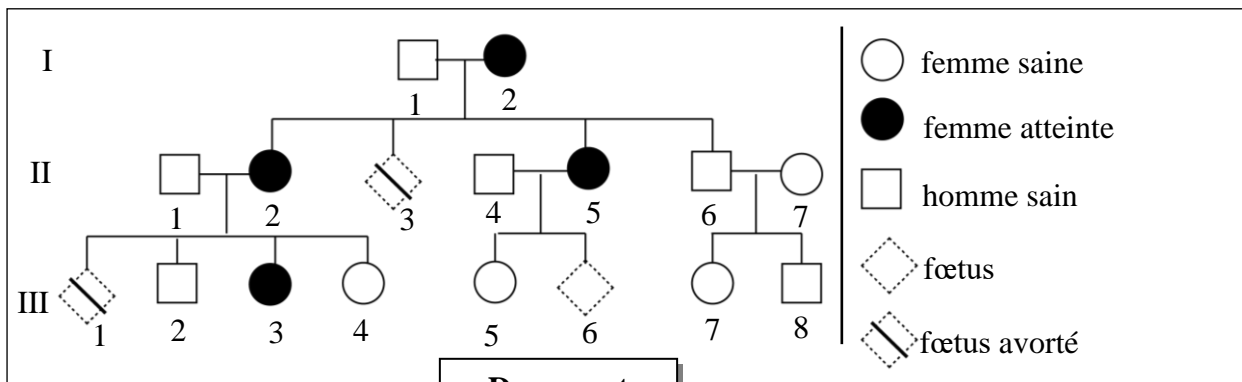 I
1 2
femme saine
femme atteinte
II
1 2 3 4 5 6 7
homme sain
fœtus
III
1 2 3 4 5 6 7 8
fœtus avorté